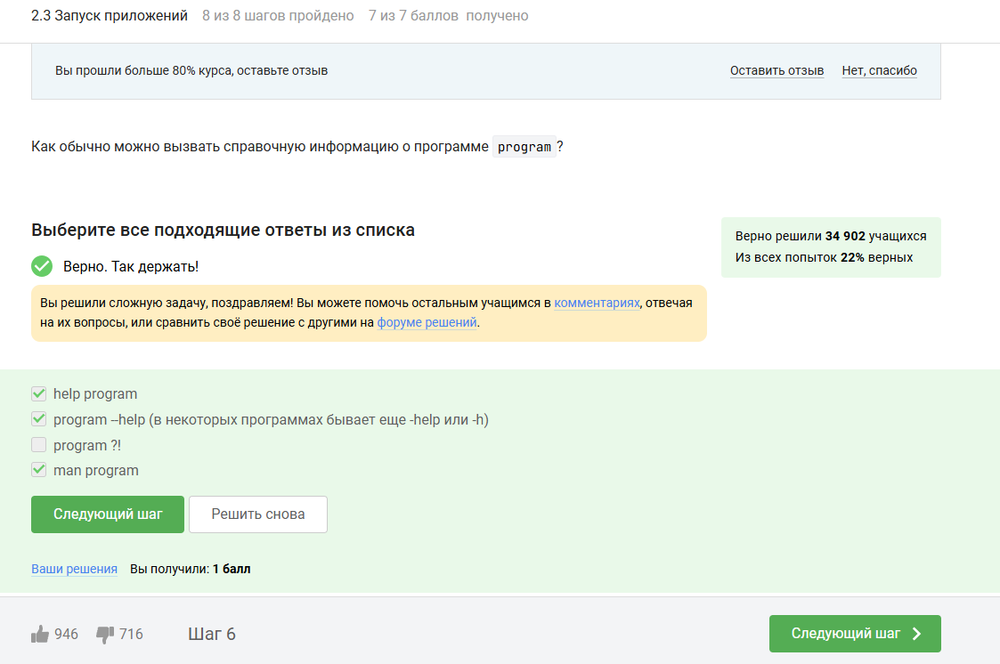 2.3 Запуск приложений 8 из 8 шагов пройдено 7 из 7 баллов получено
Вы прошли больше 80% курса, оставьте отзыв Оставить отзыв Нет, спасибо
Как обычно можно вызвать справочную информацию о программе program?
Выберите все подходящие ответы из списка
Верно. Так держать!
Верно решили 34 902 учащихся
Из всех попыток 22% верных
Вы решили сложную задачу, поздравляем! Вы можете помочь остальным учащимся в комментариях, отвечая
на их вопросы, или сравнить своё решение с другими на форуме решений.
help program
program --help (в некоторых программах бывает еще -help или -h)
program ?!
man program
Следующий шаг Решить снова
Ваши решения Вы получили: 1 балл
946 716 Шаг 6 Следующий шаг